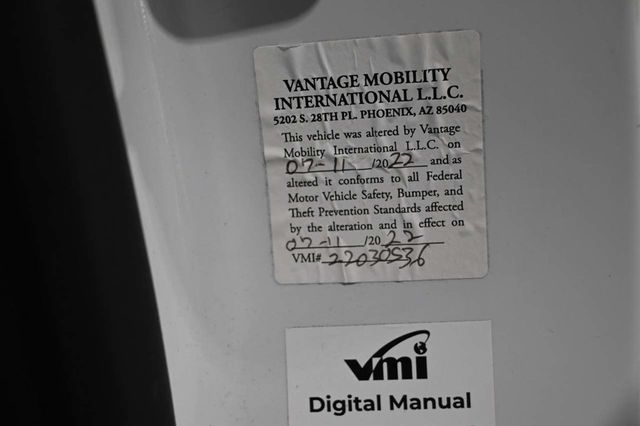 VANTAGE MOBILITY
INTERNATIONAL L.L.C.
5202 S. 28TH PL. PHOENIX, AZ 85040
This vehicle was altered by Vantage
Mobility International L.L.C. on
07-11 /2022 and as
altered it conforms to all Federal
Motor Vehicle Safety, Bumper, and
Theft Prevention Standards affected
by the alteration and in effect on
07-11 /20 22
VMI# 22030536
vmi
Digital Manual